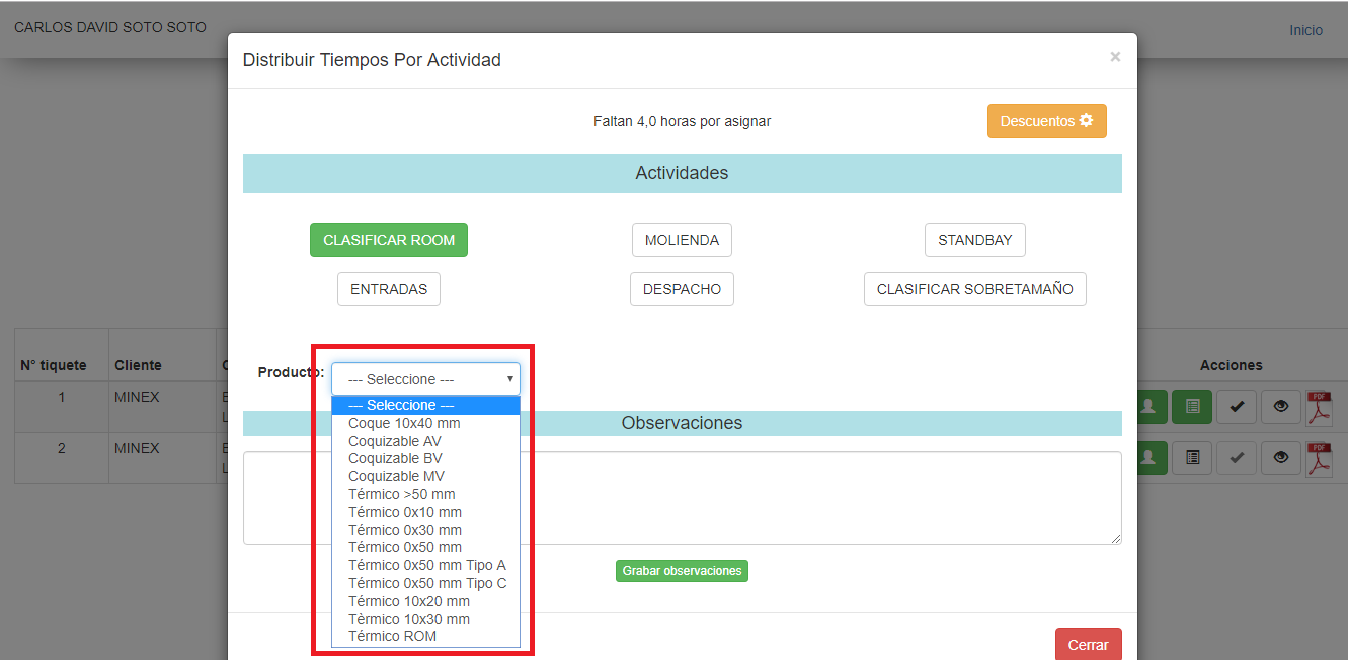 CARLOS DAVID SOTO SOTO
Inicio
Distribuir Tiempos Por Actividad
×
Faltan 4,0 horas por asignar
Descuentos
Actividades
CLASIFICAR ROOM
MOLIENDA
STANDBAY
ENTRADAS
DESPACHO
CLASIFICAR SOBRETAMAÑO
Producto:
--- Seleccione ---
--- Seleccione ---
Coque 10x40 mm
Coquizable AV
Coquizable BV
Coquizable MV
Térmico >50 mm
Térmico 0x10 mm
Térmico 0x30 mm
Térmico 0x50 mm
Térmico 0x50 mm Tipo A
Térmico 0x50 mm Tipo C
Térmico 10x20 mm
Tèrmico 10x30 mm
Térmico ROM
Observaciones
Grabar observaciones
Cerrar
N° tiquete Cliente
Acciones
1 MINEX
PDF
2 MINEX
PDF